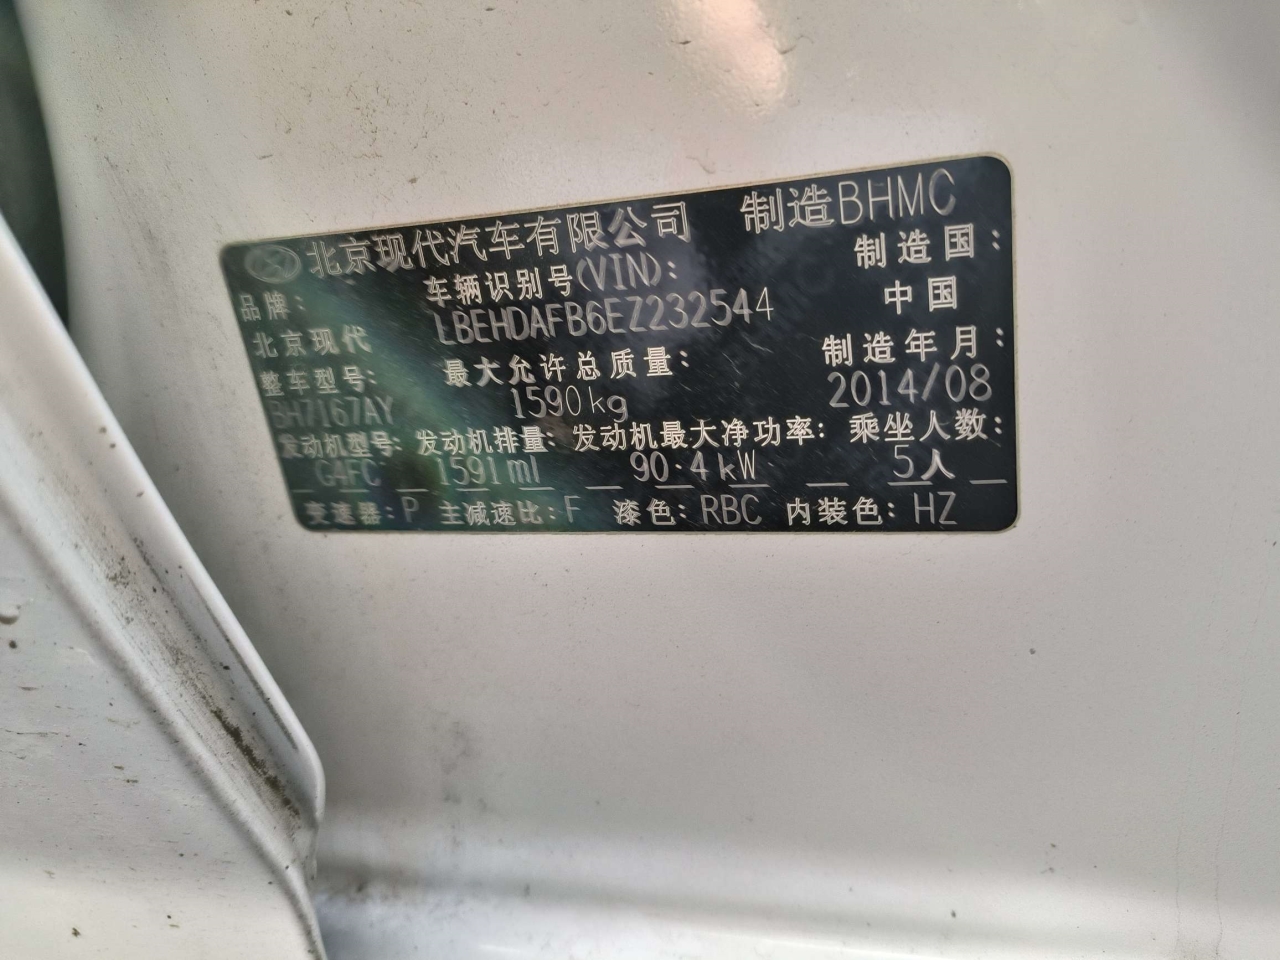 北京现代汽车有限公司 制造BHMC
品牌: 车辆识别号(VIN): 制造国:
北京现代 LBEHDAFB6EZ232544 中国
整车型号: 最大允许总质量: 制造年月:
BH7167AY 1590kg 2014/08
发动机型号: 发动机排量: 发动机最大净功率: 乘坐人数:
G4FC 1591ml 90.4kW 5人
变速器: P 主减速比: F 漆色: RBC 内装色: HZ